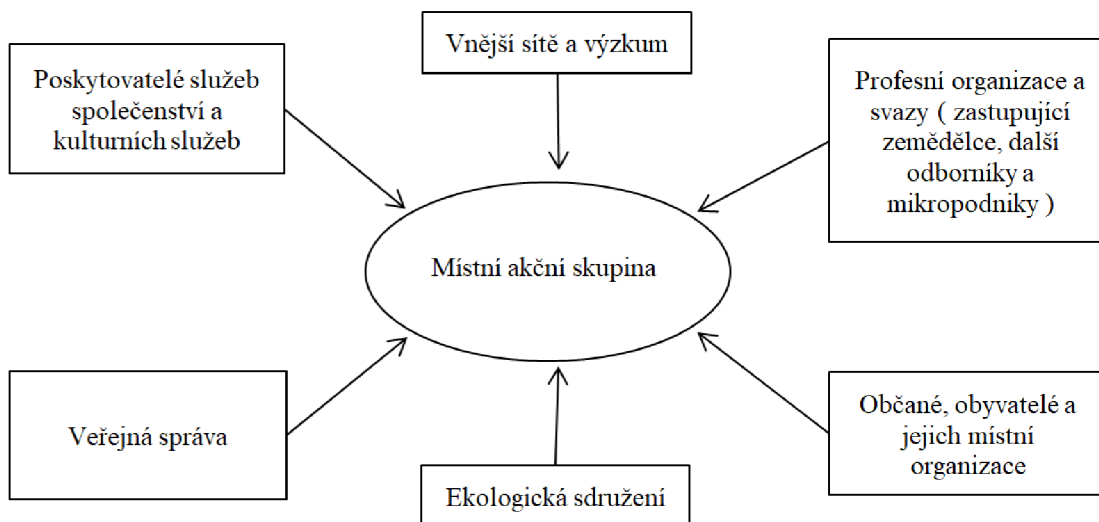 Vnější sítě a výzkum
Poskytovatelé služeb
společenství a
kulturních služeb
Profesní organizace a
svazy ( zastupující
zemědělce, další
odborníky a
mikropodniky )
Místní akční skupina
Veřejná správa
Ekologická sdružení
Občané, obyvatelé a
jejich místní
organizace